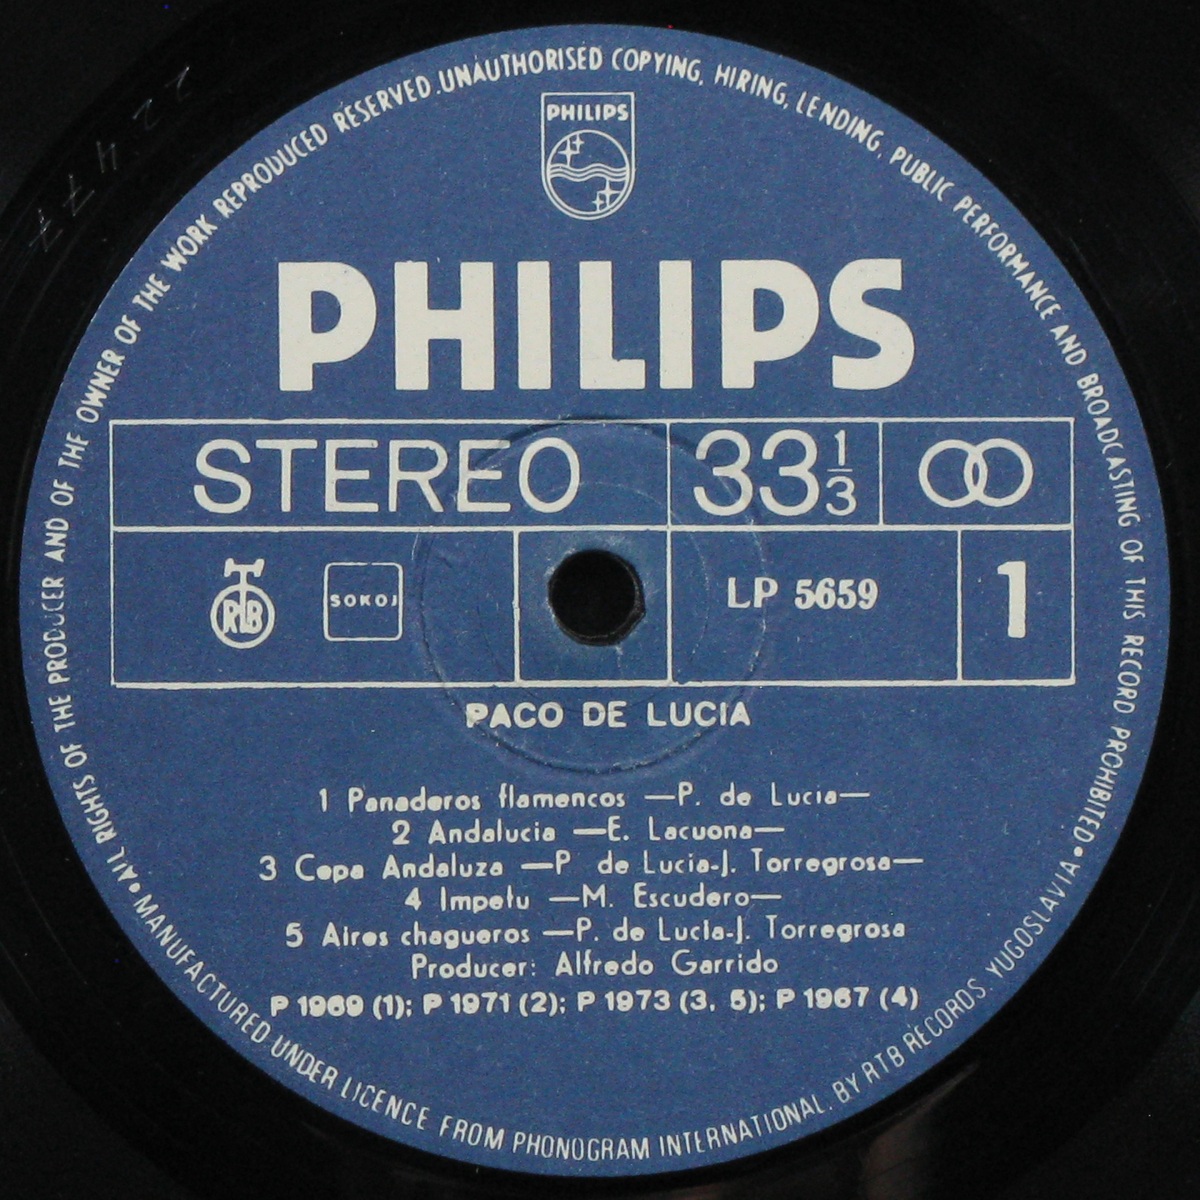 •ALL RIGHTS OF THE PRODUCER AND OF THE OWNER OF THE WORK REPRODUCED RESERVED.UNAUTHORISED COPYING, HIRING, LENDING, PUBLIC PERFORMANCE AND BROADCASTING OF THIS RECORD PROHIBITED•
PHILIPS
PHILIPS
STEREO 33 1/3
RTB SOKOJ LP 5659 1
PACO DE LUCIA
1 Panaderos flamencos —P. de Lucia—
2 Andalucia —E. Lacuona—
3 Cepa Andaluza —P de Lucia-J. Torregrosa—
4 Impetu —M. Escudero—
5 Aires chagueros —P. de Lucia-J. Torregrosa
Producer: Alfredo Garrido
P 1969 (1); P 1971 (2); P 1973 (3, 5); P 1967 (4)
MANUFACTURED UNDER LICENCE FROM PHONOGRAM INTERNATIONAL. BY RTB RECORDS. YUGOSLAVIA